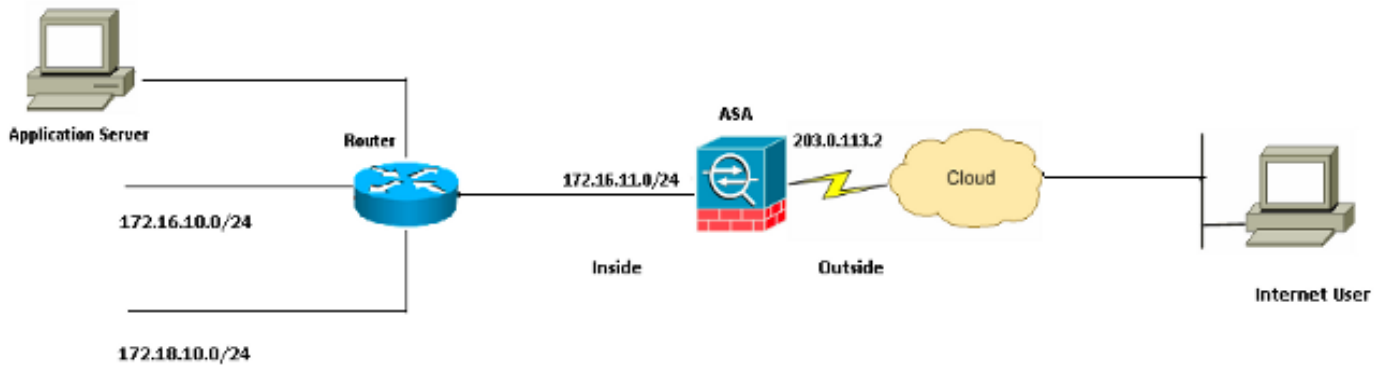 Application Server
Router
172.16.10.0/24
172.18.10.0/24
172.16.11.0/24
Inside
ASA
203.0.113.2
Outside
Cloud
Internet User